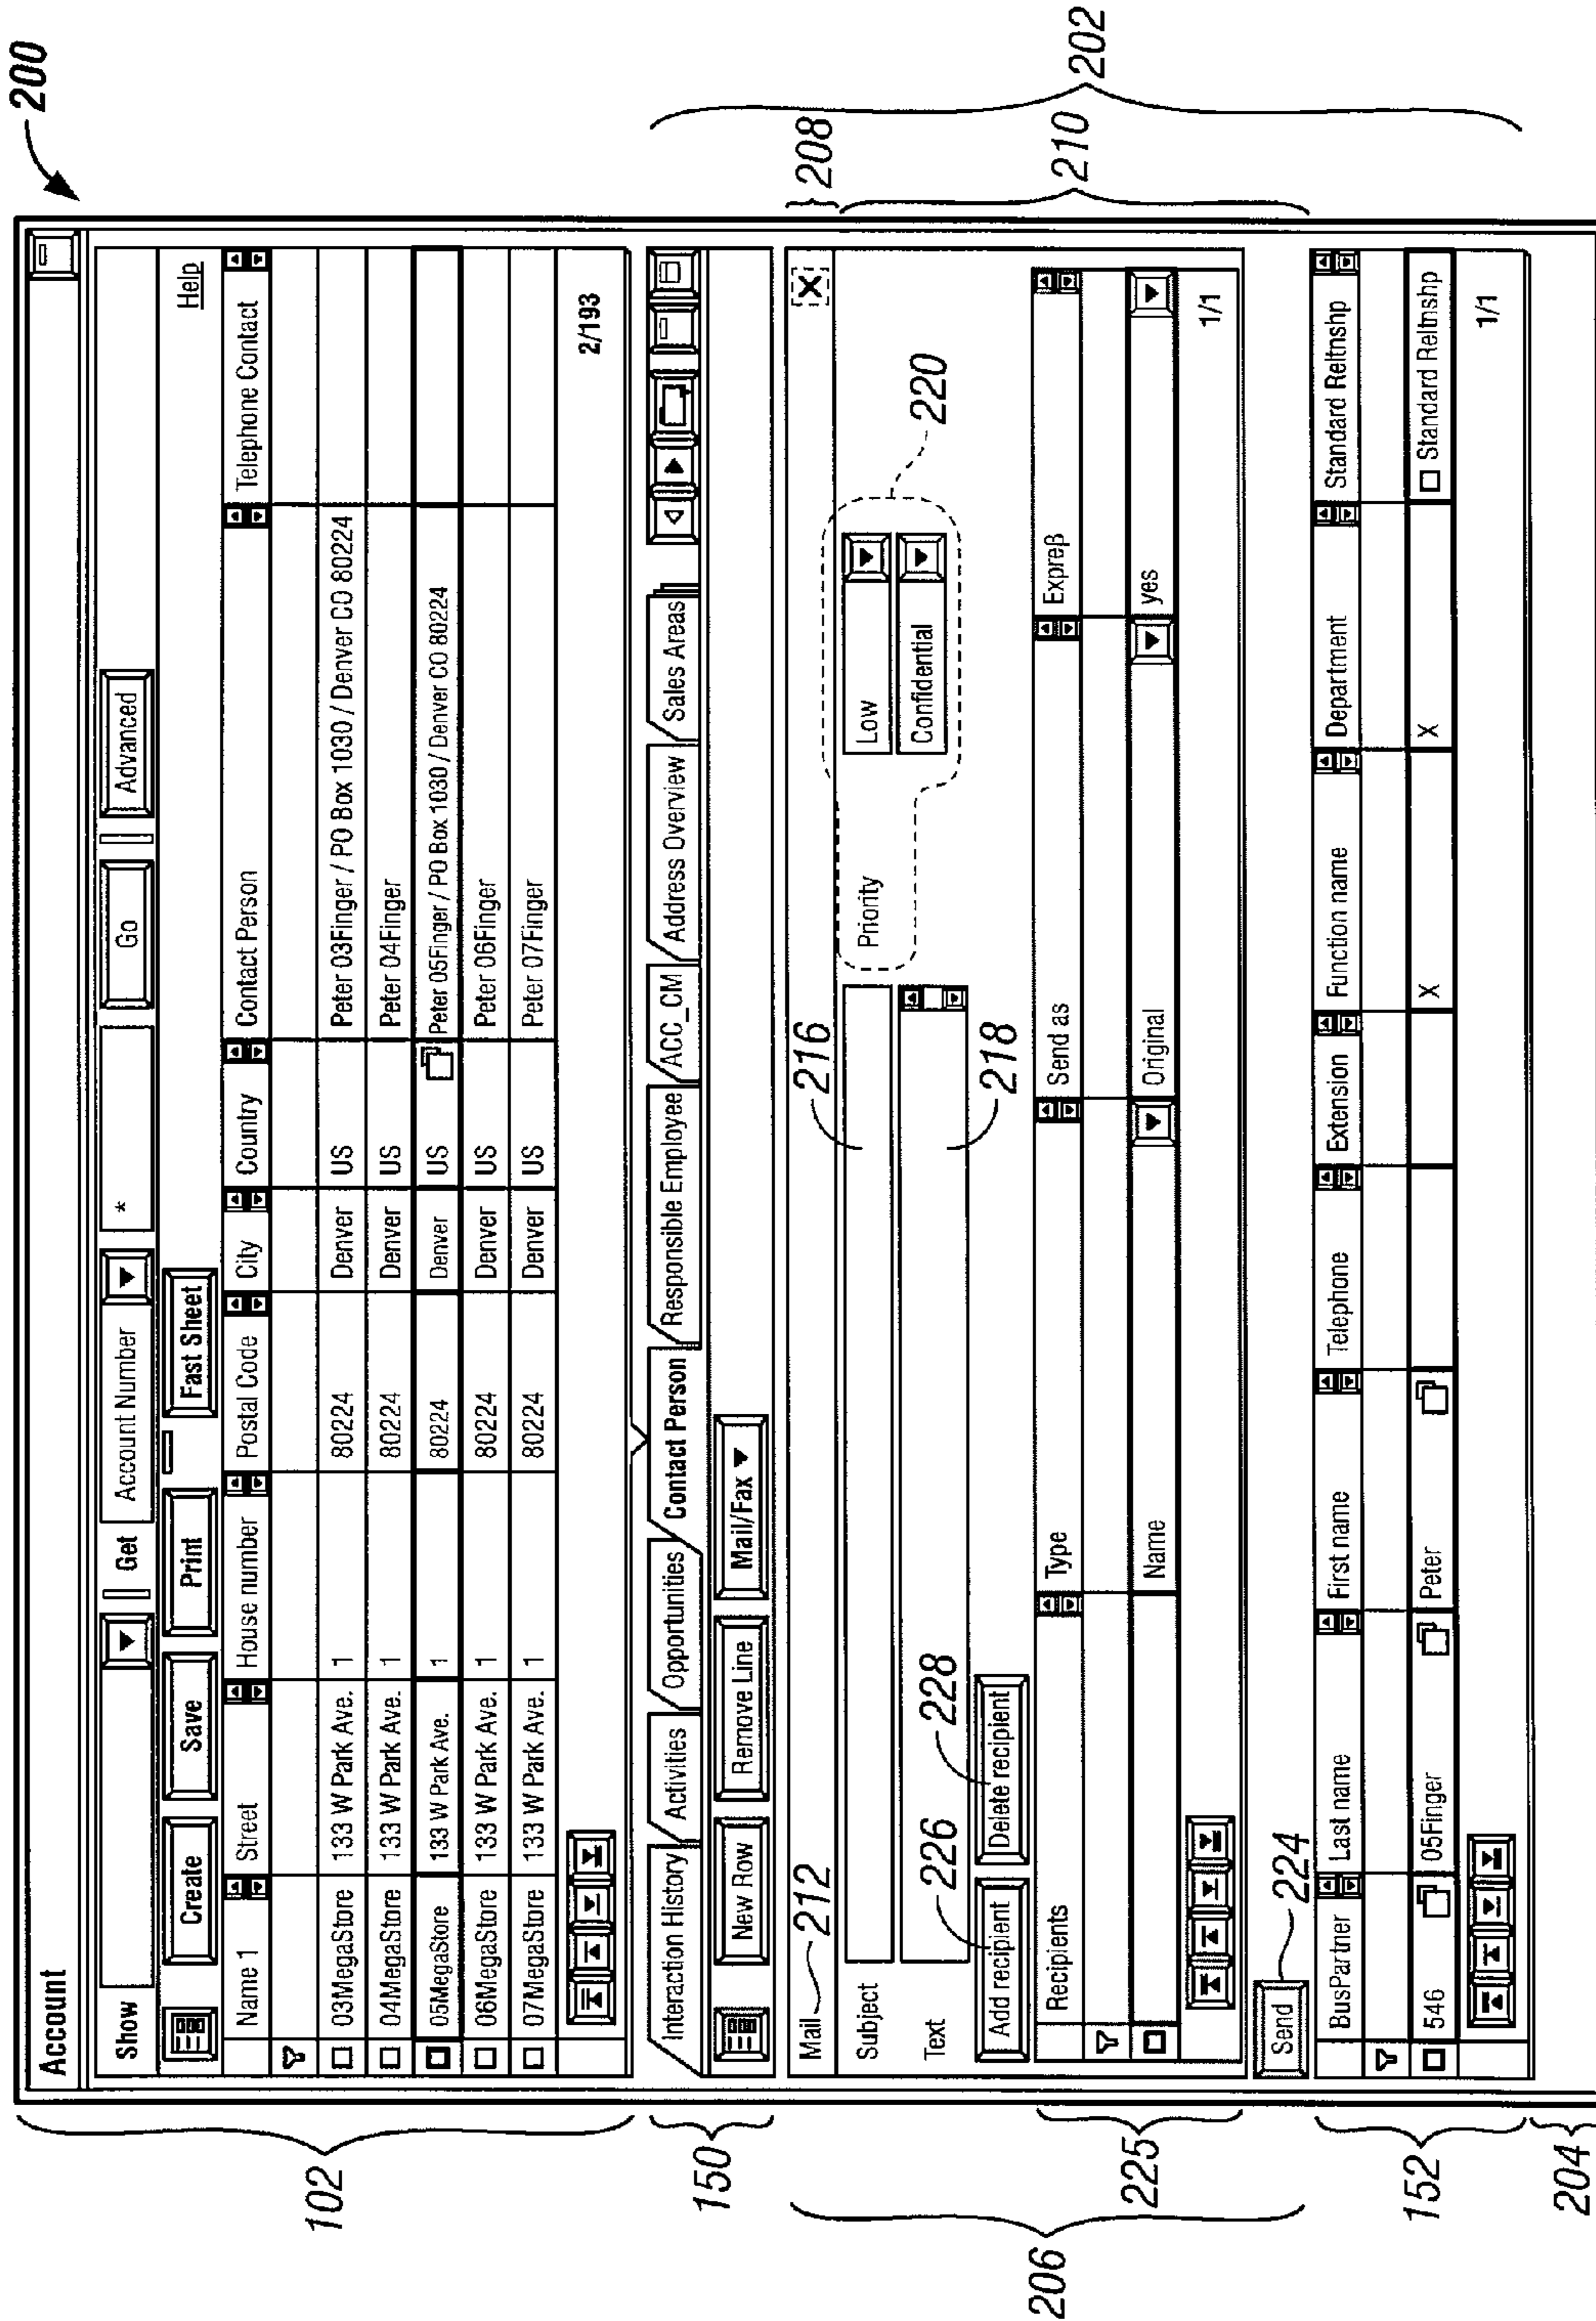 200
Account
Show Get Account Number * Go Advanced
Create Save Print Fast Sheet Help
Name 1 Street House number Postal Code City Country Contact Person Telephone Contact
03MegaStore 133 W Park Ave. 1 80224 Denver US Peter 03Finger / PO Box 1030 / Denver CO 80224
04MegaStore 133 W Park Ave. 1 80224 Denver US Peter 04Finger
05MegaStore 133 W Park Ave. 1 80224 Denver US Peter 05Finger / PO Box 1030 / Denver CO 80224
06MegaStore 133 W Park Ave. 1 80224 Denver US Peter 06Finger
07MegaStore 133 W Park Ave. 1 80224 Denver US Peter 07Finger
2/193
102
Interaction History Activities Opportunities Contact Person Responsible Employee ACC_CM Address Overview Sales Areas
New Row Remove Line Mail/Fax
150
Mail 212 216 X 208
Subject Priority Low
Text Confidential 220
226 228 218
Add recipient Delete recipient
Recipients Type Send as Expreβ
Name Original yes
1/1
225
210
202
206
Send 224
BusPartner Last name First name Telephone Extension Function name Department Standard Reltnshp
546 05Finger Peter X X Standard Reltnshp
1/1
152
204